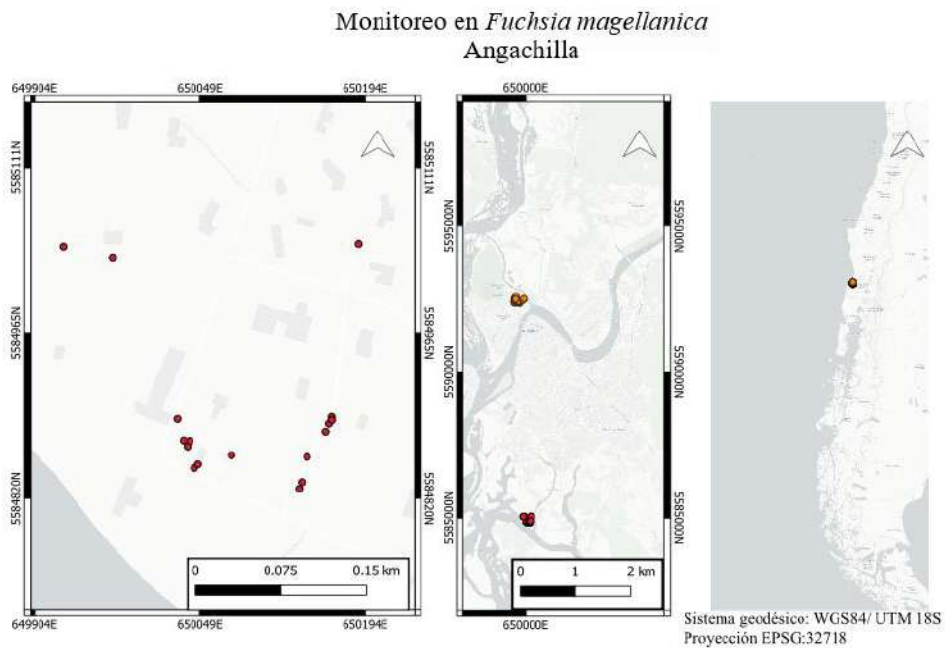 Monitoreo en Fuchsia magellanica
Angachilla
649904E
650049E
650194E
5585111N
5585111N
5584965N
5584965N
5584820N
5584820N
0
0.075
0.15 km
649904E
650049E
650194E
650000E
5595000N
5595000N
5590000N
5590000N
5585000N
5585000N
0
1
2 km
650000E
Sistema geodésico: WGS84/ UTM 18S
Proyección EPSG:32718